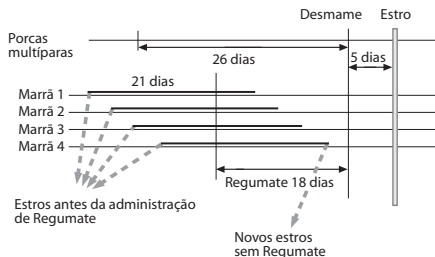 Desmame
Estro
Porcas
multíparas
26 dias
5 dias
21 dias
Marrã 1
Marrã 2
Marrã 3
Marrã 4
Regumate 18 dias
Estros antes da administração
de Regumate
Novos estros
sem Regumate